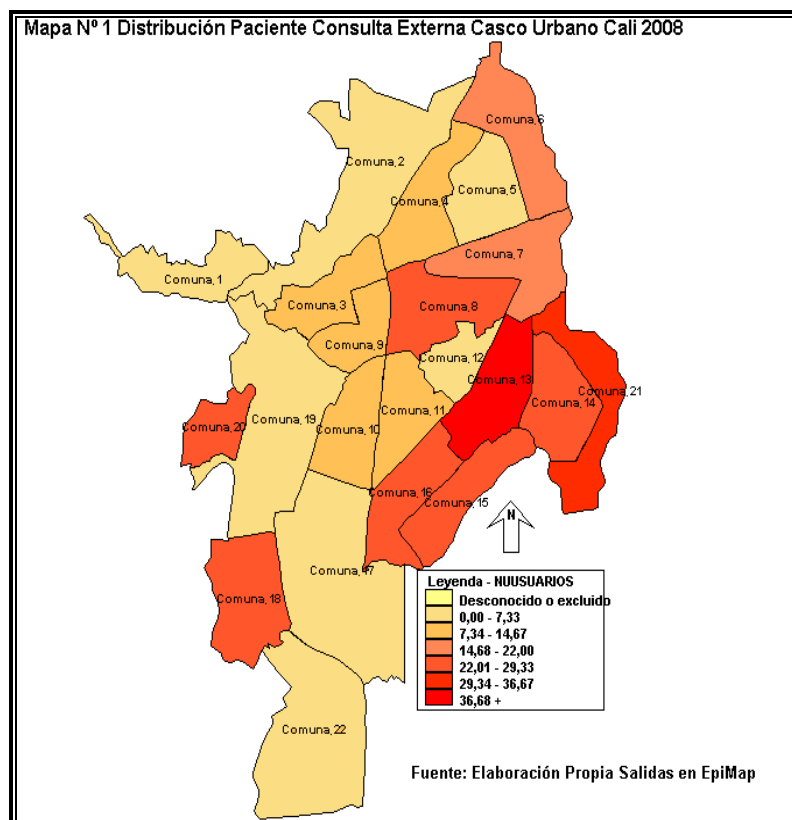 Mapa Nº 1 Distribución Paciente Consulta Externa Casco Urbano Cali 2008
Comuna, 6
Comuna, 2
Comuna, 5
Comuna, 4
Comuna, 7
Comuna, 1
Comuna, 3
Comuna, 8
Comuna, 9
Comuna, 12
Comuna, 13
Comuna, 21
Comuna, 14
Comuna, 11
Comuna, 19
Comuna, 20
Comuna, 10
Comuna, 16
Comuna, 15
N
Comuna, 17
Comuna, 18
Leyenda - NUUSUARIOS
Desconocido o excluido
0,00 - 7,33
7,34 - 14,67
14,68 - 22,00
22,01 - 29,33
29,34 - 36,67
36,68 +
Comuna, 22
Fuente: Elaboración Propia Salidas en EpiMap